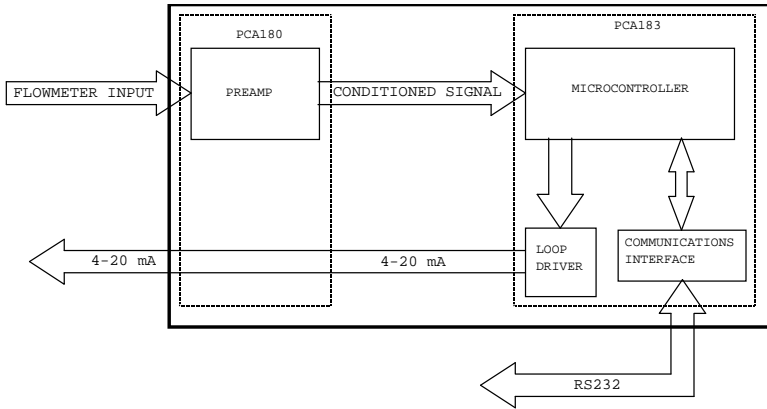 PCA180
PCA183
FLOWMETER INPUT
PREAMP
CONDITIONED SIGNAL
MICROCONTROLLER
4-20 mA
4-20 mA
LOOP
DRIVER
COMMUNICATIONS
INTERFACE
RS232